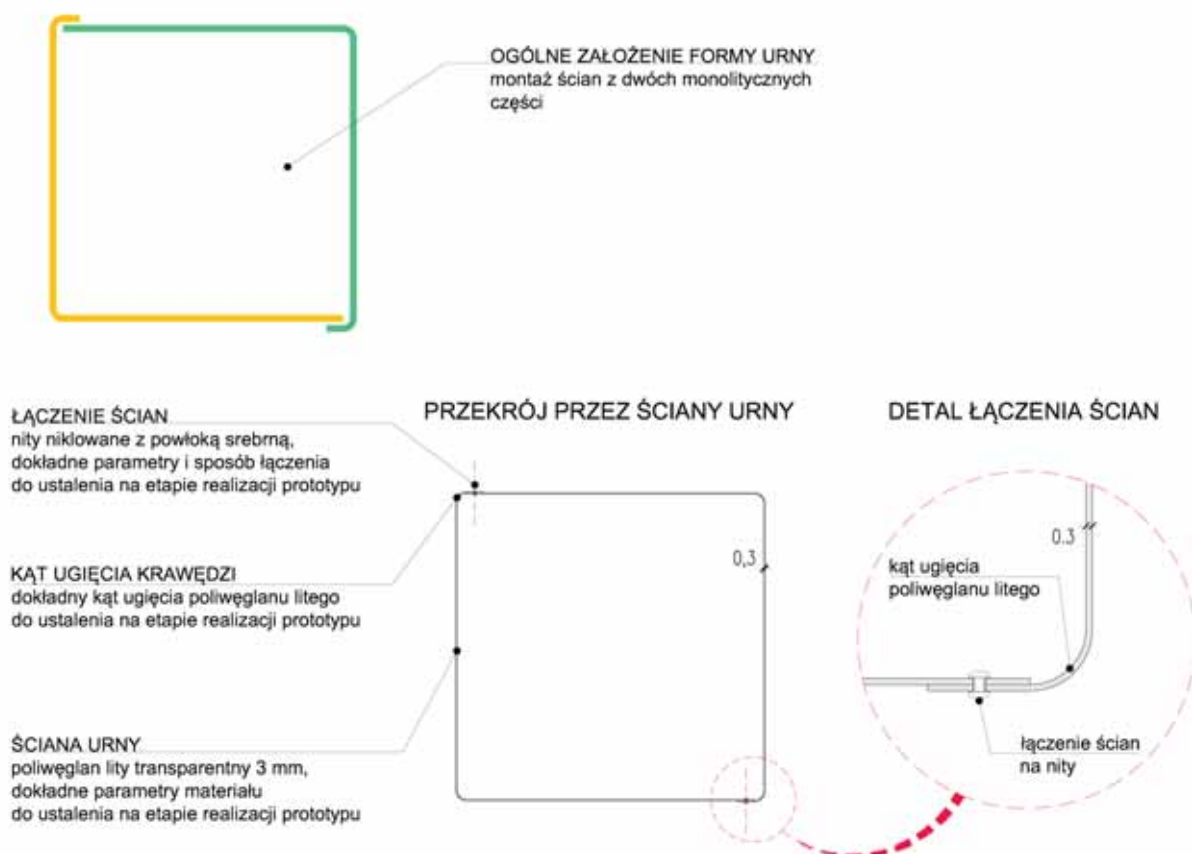 OGÓLNE ZAŁOŻENIE FORMY URNY
montaż ścian z dwóch monolitycznych
części
ŁĄCZENIE ŚCIAN
nity niklowane z powłoką srebrną,
dokładne parametry i sposób łączenia
do ustalenia na etapie realizacji prototypu
KĄT UGIĘCIA KRAWĘDZI
dokładny kąt ugięcia poliwęglanu litego
do ustalenia na etapie realizacji prototypu
ŚCIANA URNY
poliwęglan lity transparentny 3 mm,
dokładne parametry materiału
do ustalenia na etapie realizacji prototypu
PRZEKRÓJ PRZEZ ŚCIANY URNY
0,3
DETAL ŁĄCZENIA ŚCIAN
0.3
kąt ugięcia
poliwęglanu litego
łączenie ścian
na nity